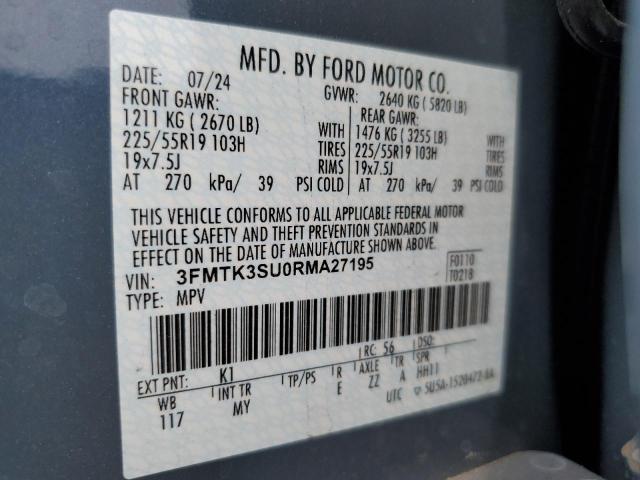 MFD. BY FORD MOTOR CO.
DATE: 07/24 GVWR: 2640 KG ( 5820 LB)
FRONT GAWR: REAR GAWR:
1211 KG ( 2670 LB) WITH 1476 KG ( 3255 LB) WITH
225/55R19 103H TIRES 225/55R19 103H TIRES
19x7.5J RIMS 19x7.5J RIMS
AT 270 kPa/ 39 PSI COLD AT 270 kPa/ 39 PSI COLD
THIS VEHICLE CONFORMS TO ALL APPLICABLE FEDERAL MOTOR
VEHICLE SAFETY AND THEFT PREVENTION STANDARDS IN
EFFECT ON THE DATE OF MANUFACTURE SHOWN ABOVE.
VIN: 3FMTK3SU0RMA27195 F0110
TYPE: MPV T0218
EXT PNT: K1 RC: 56 DSO:
WB INT TR TP/PS R AXLE TR SPR
117 MY E ZZ A HH11
UTC 5U5A-1520472-AA